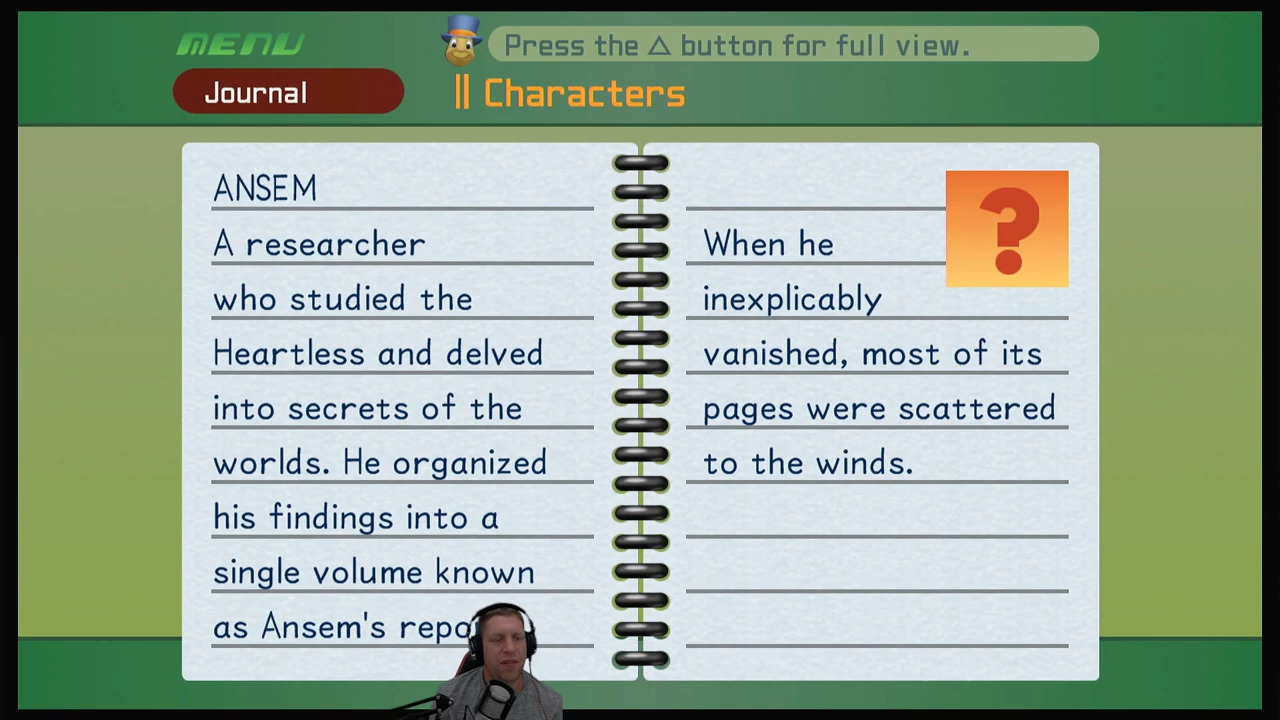 MENU
Press the △ button for full view.
Journal
Characters
ANSEM
A researcher
who studied the
Heartless and delved
into secrets of the
worlds. He organized
his findings into a
single volume known
as Ansem's
When he
inexplicably
vanished, most of its
pages were scattered
to the winds.
?